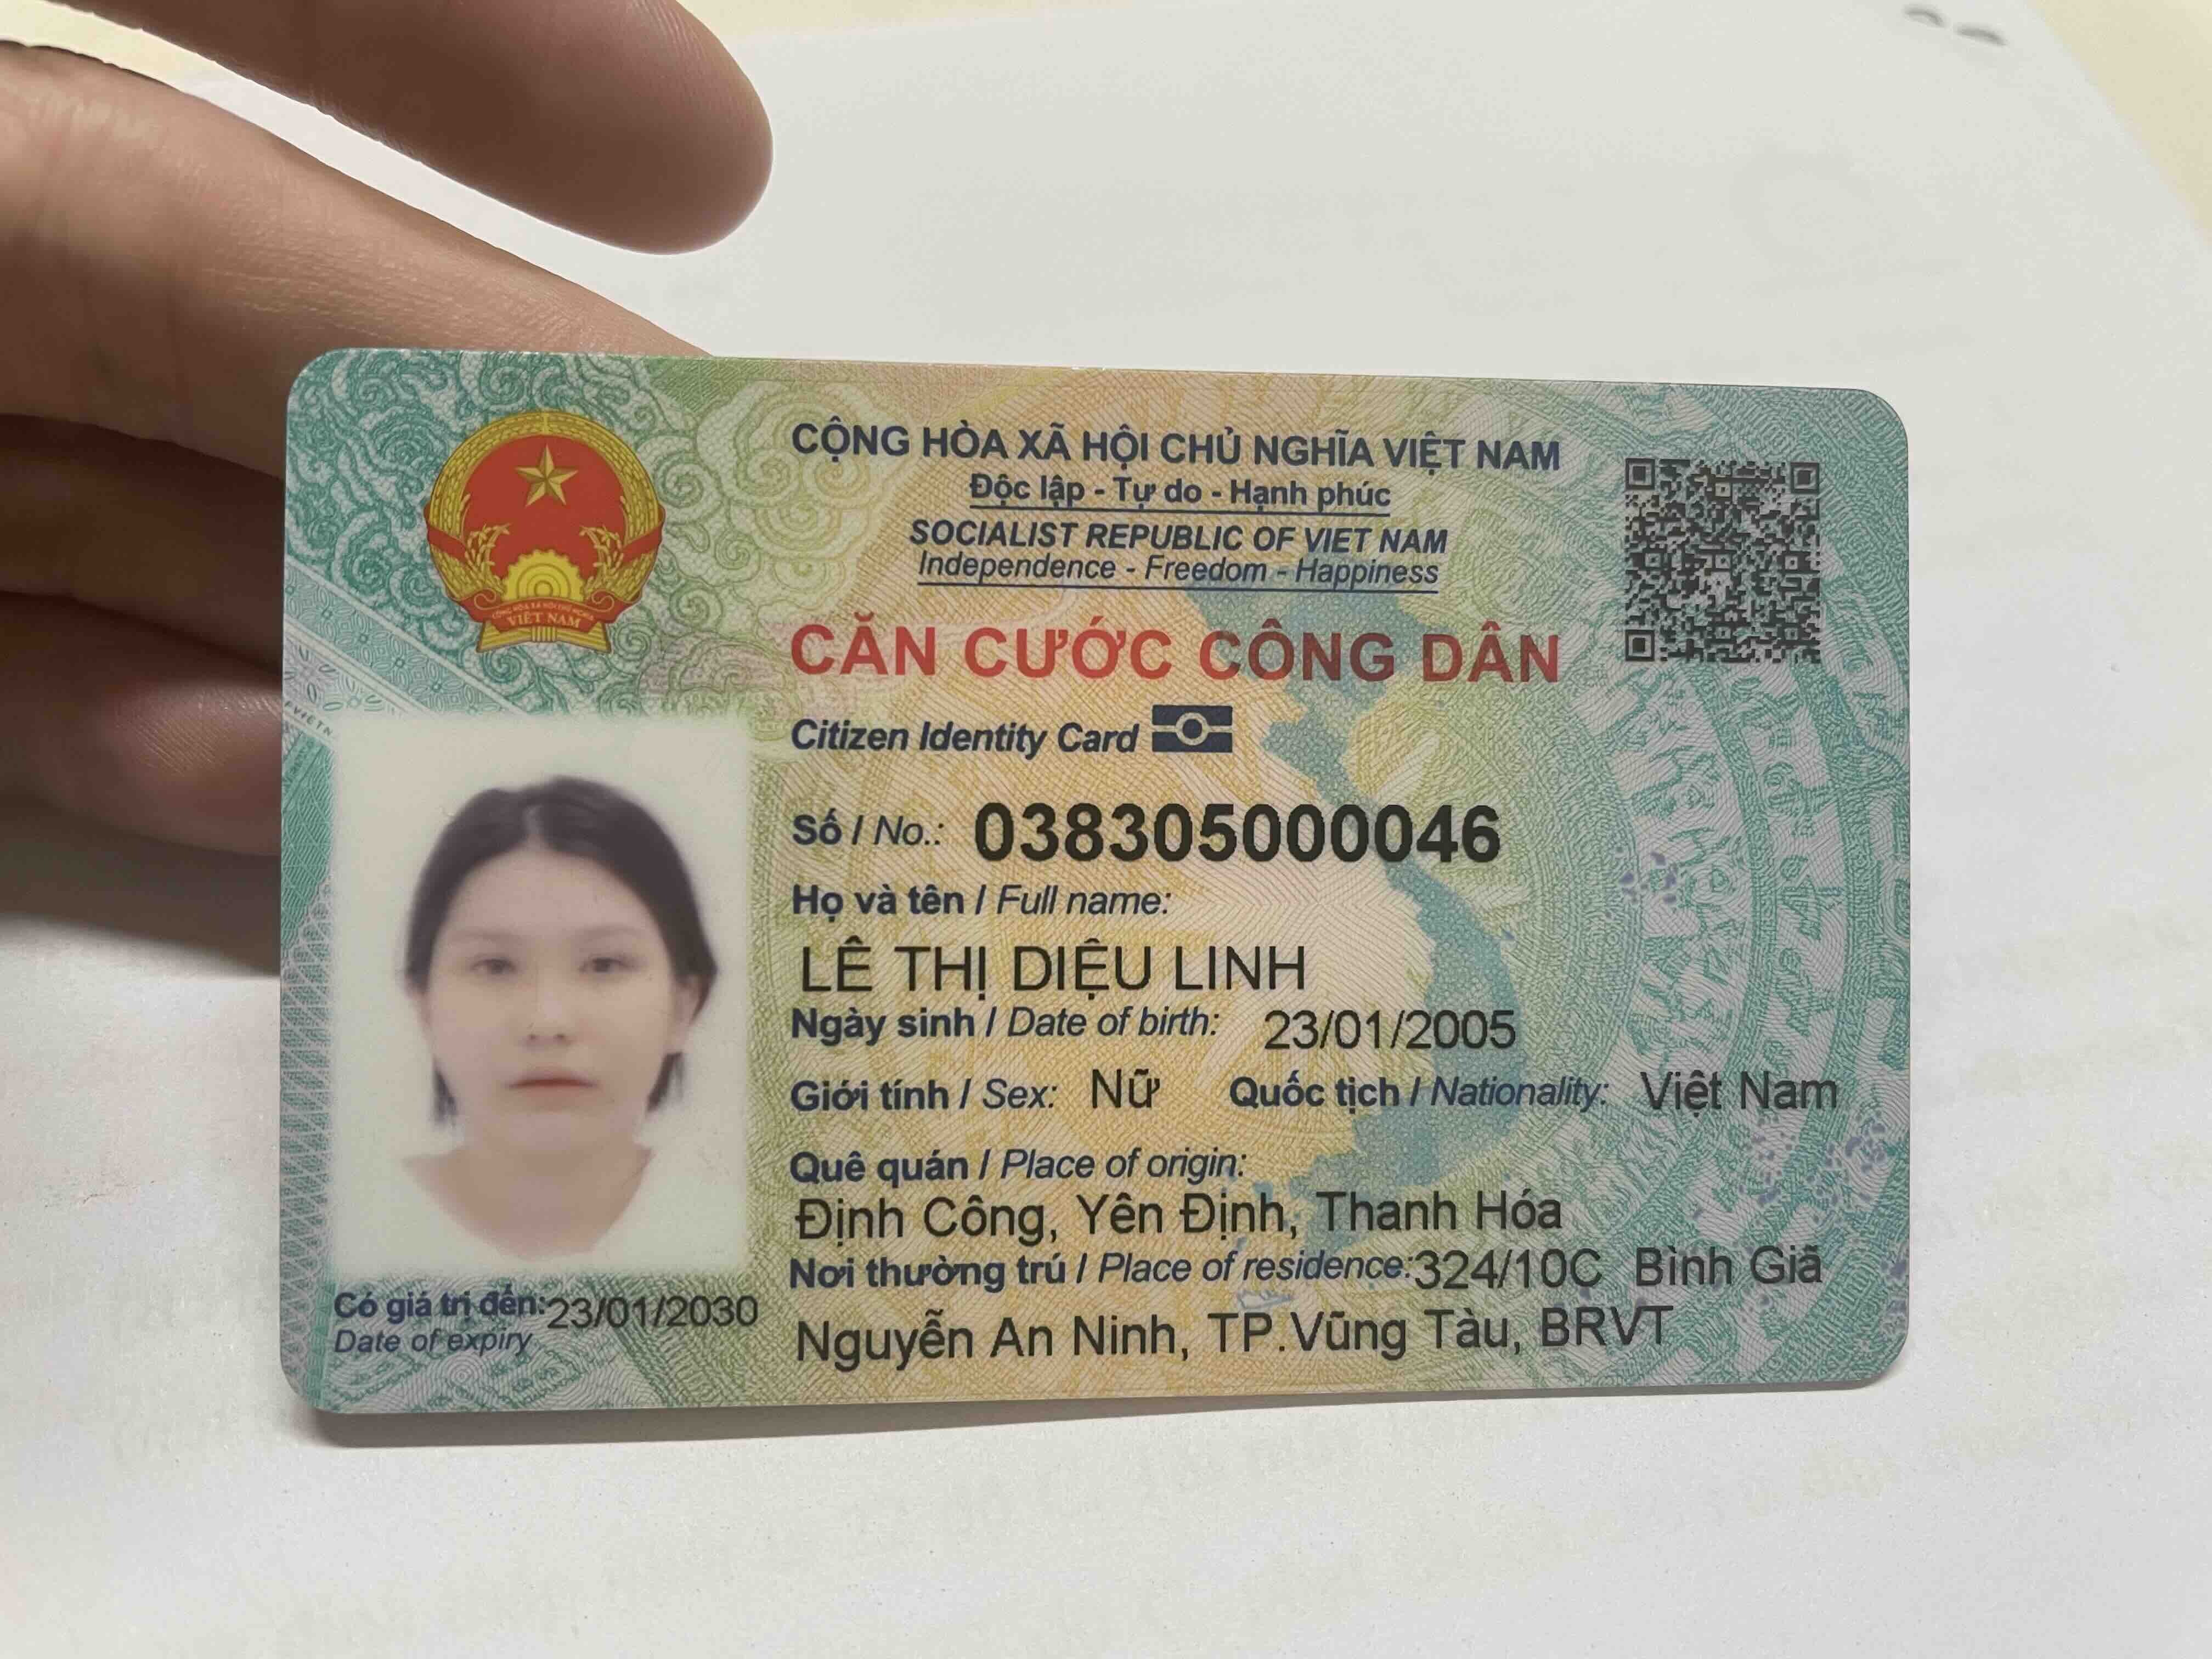 CỘNG HÒA XÃ HỘI CHỦ NGHĨA VIỆT NAM
Độc lập - Tự do - Hạnh phúc
SOCIALIST REPUBLIC OF VIET NAM
Independence - Freedom - Happiness
CĂN CƯỚC CÔNG DÂN
Citizen Identity Card
Số / No.: 038305000046
Họ và tên / Full name:
LÊ THỊ DIỆU LINH
Ngày sinh / Date of birth: 23/01/2005
Giới tính / Sex: Nữ Quốc tịch / Nationality: Việt Nam
Quê quán / Place of origin:
Định Công, Yên Định, Thanh Hóa
Nơi thường trú / Place of residence: 324/10C Bình Giã
Nguyễn An Ninh, TP.Vũng Tàu, BRVT
Có giá trị đến: 23/01/2030
Date of expiry
VIỆT NAM